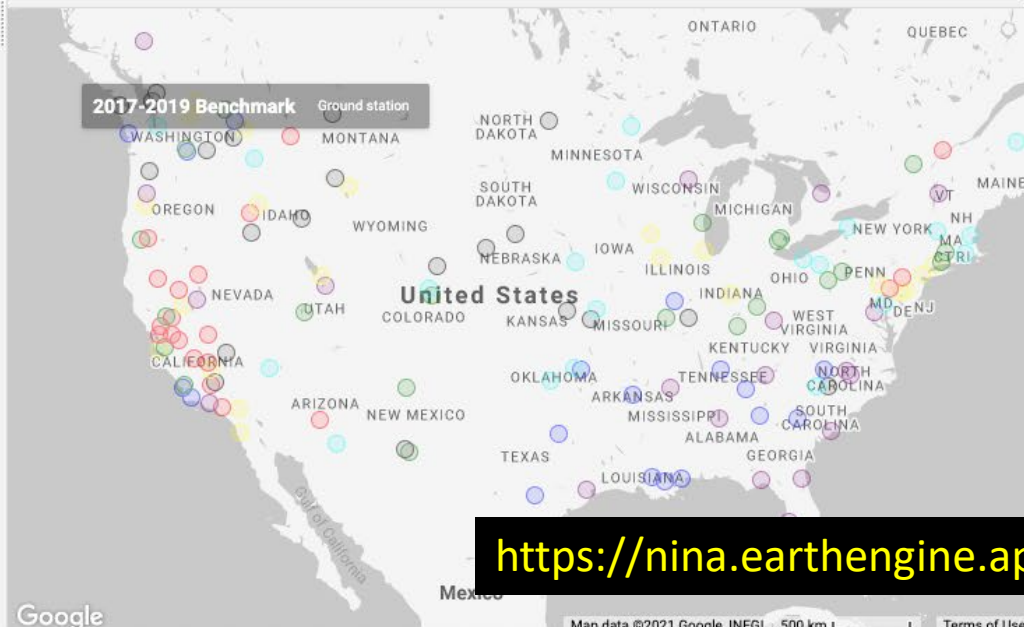 ONTARIO
QUEBEC
2017-2019 Benchmark Ground station
WASHINGTON
MONTANA
NORTH
DAKOTA
MINNESOTA
SOUTH
DAKOTA
WISCONSIN
MICHIGAN
VT
MAINE
NH
OREGON
IDAHO
WYOMING
NEBRASKA
IOWA
NEW YORK
MA
CT RI
ILLINOIS
OHIO
PENN
NEVADA
UTAH
United States
COLORADO
KANSAS
MISSOURI
INDIANA
WEST
VIRGINIA
MD
DE
NJ
KENTUCKY
VIRGINIA
CALIFORNIA
OKLAHOMA
TENNESSEE
NORTH
CAROLINA
ARIZONA
NEW MEXICO
ARKANSAS
MISSISSIPPI
SOUTH
CAROLINA
ALABAMA
TEXAS
GEORGIA
LOUISIANA
Gulf of California
https://nina.earthengine.ap
Mexico
Google
Map data ©2021 Google, INEGI
500 km
Terms of Use